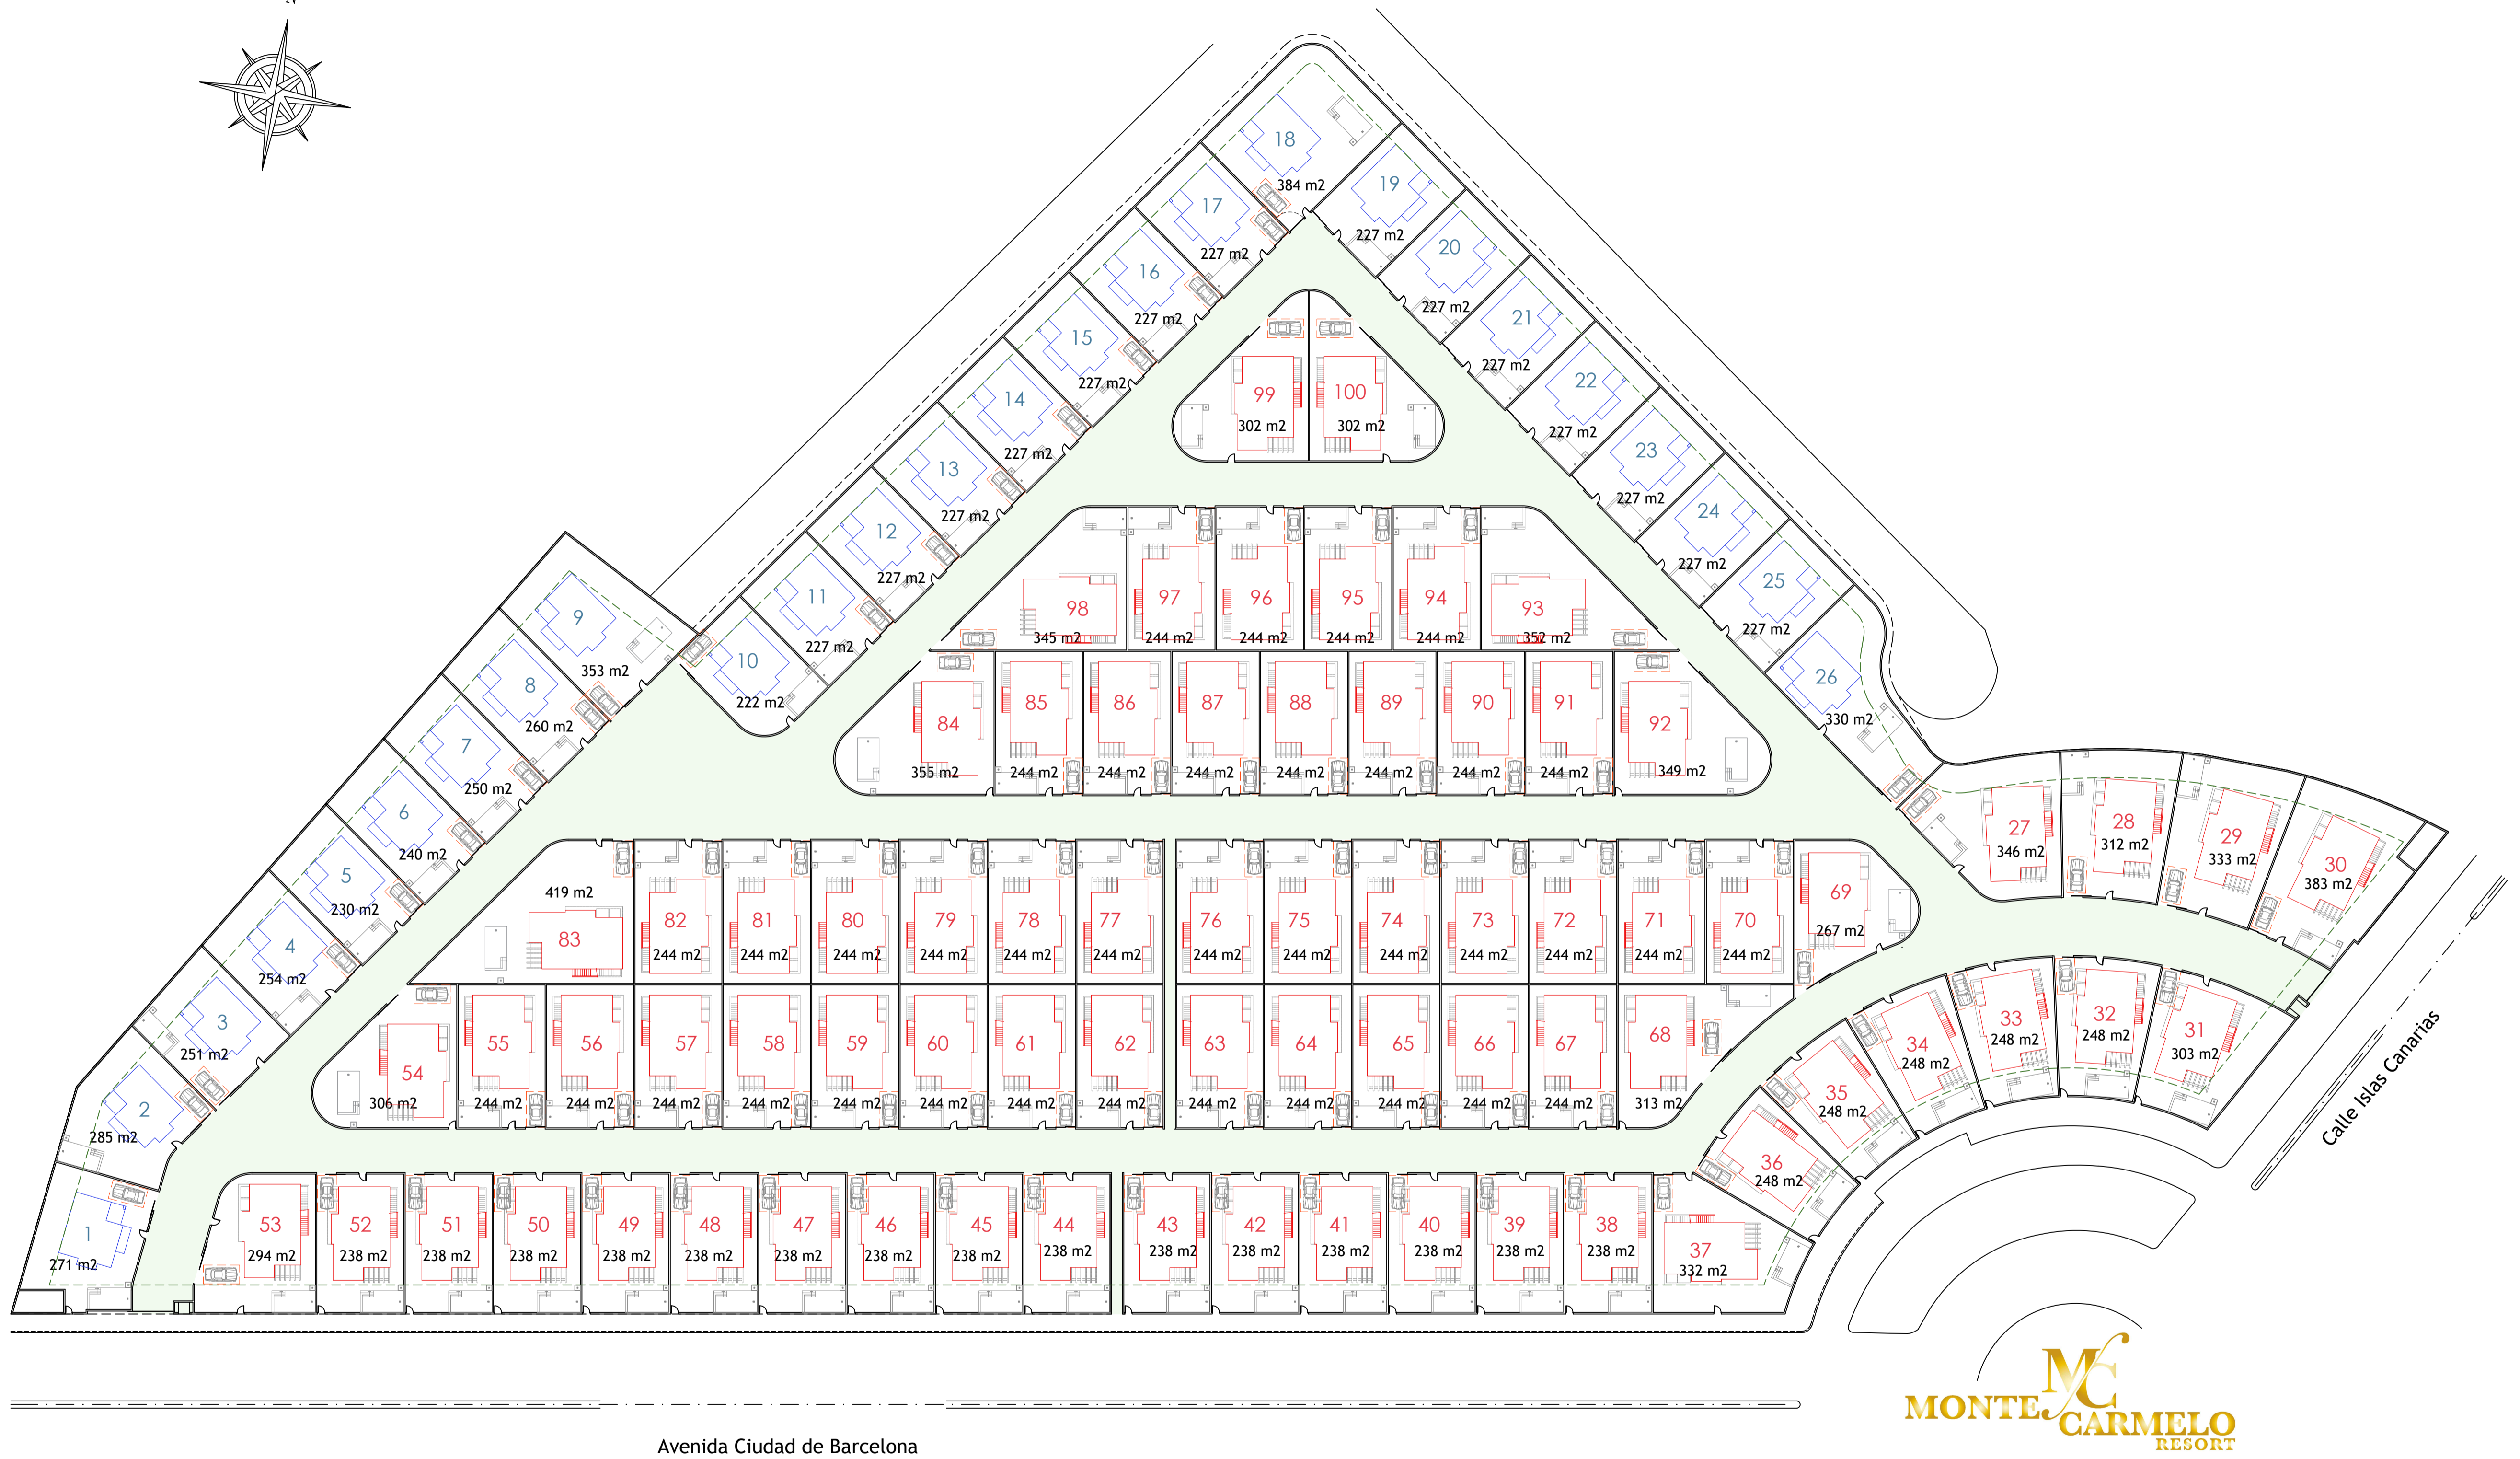 N
18
384 m2
17
227 m2
19
227 m2
16
227 m2
20
227 m2
15
227 m2
21
227 m2
14
227 m2
22
227 m2
13
227 m2
23
227 m2
12
227 m2
24
227 m2
11
227 m2
25
227 m2
10
222 m2
26
330 m2
99
302 m2
100
302 m2
9
353 m2
8
260 m2
7
250 m2
6
240 m2
5
230 m2
4
254 m2
3
251 m2
2
285 m2
1
271 m2
98
345 m2
97
244 m2
96
244 m2
95
244 m2
94
244 m2
93
352 m2
84
355 m2
85
244 m2
86
244 m2
87
244 m2
88
244 m2
89
244 m2
90
244 m2
91
244 m2
92
349 m2
27
346 m2
28
312 m2
29
333 m2
30
383 m2
419 m2
83
82
244 m2
81
244 m2
80
244 m2
79
244 m2
78
244 m2
77
244 m2
76
244 m2
75
244 m2
74
244 m2
73
244 m2
72
244 m2
71
244 m2
70
244 m2
69
267 m2
54
306 m2
55
244 m2
56
244 m2
57
244 m2
58
244 m2
59
244 m2
60
244 m2
61
244 m2
62
244 m2
63
244 m2
64
244 m2
65
244 m2
66
244 m2
67
244 m2
68
313 m2
36
248 m2
35
248 m2
34
248 m2
33
248 m2
32
248 m2
31
303 m2
53
294 m2
52
238 m2
51
238 m2
50
238 m2
49
238 m2
48
238 m2
47
238 m2
46
238 m2
45
238 m2
44
238 m2
43
238 m2
42
238 m2
41
238 m2
40
238 m2
39
238 m2
38
238 m2
37
332 m2
Calle Islas Canarias
Avenida Ciudad de Barcelona
MC
MONTE CARMELO
RESORT